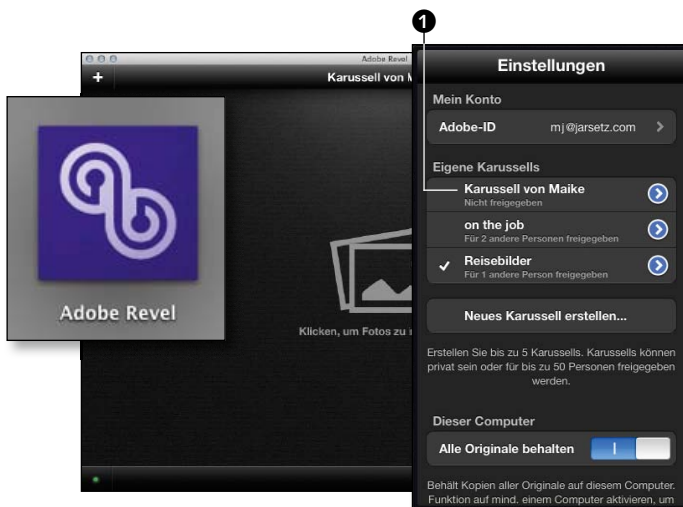 1
Adobe Revel
Karussell von
Klicken, um Fotos zu
Adobe Revel
Einstellungen
Mein Konto
Adobe-ID mj@jarsetz.com
Eigene Karussells
Karussell von Maike
Nicht freigegeben
on the job
Für 2 andere Personen freigegeben
Reisebilder
Für 1 andere Person freigegeben
Neues Karussell erstellen...
Erstellen Sie bis zu 5 Karussells. Karussells können
privat sein oder für bis zu 50 Personen freigegeben
werden.
Dieser Computer
Alle Originale behalten
Behält Kopien aller Originale auf diesem Computer.
Funktion auf mind. einem Computer aktivieren, um